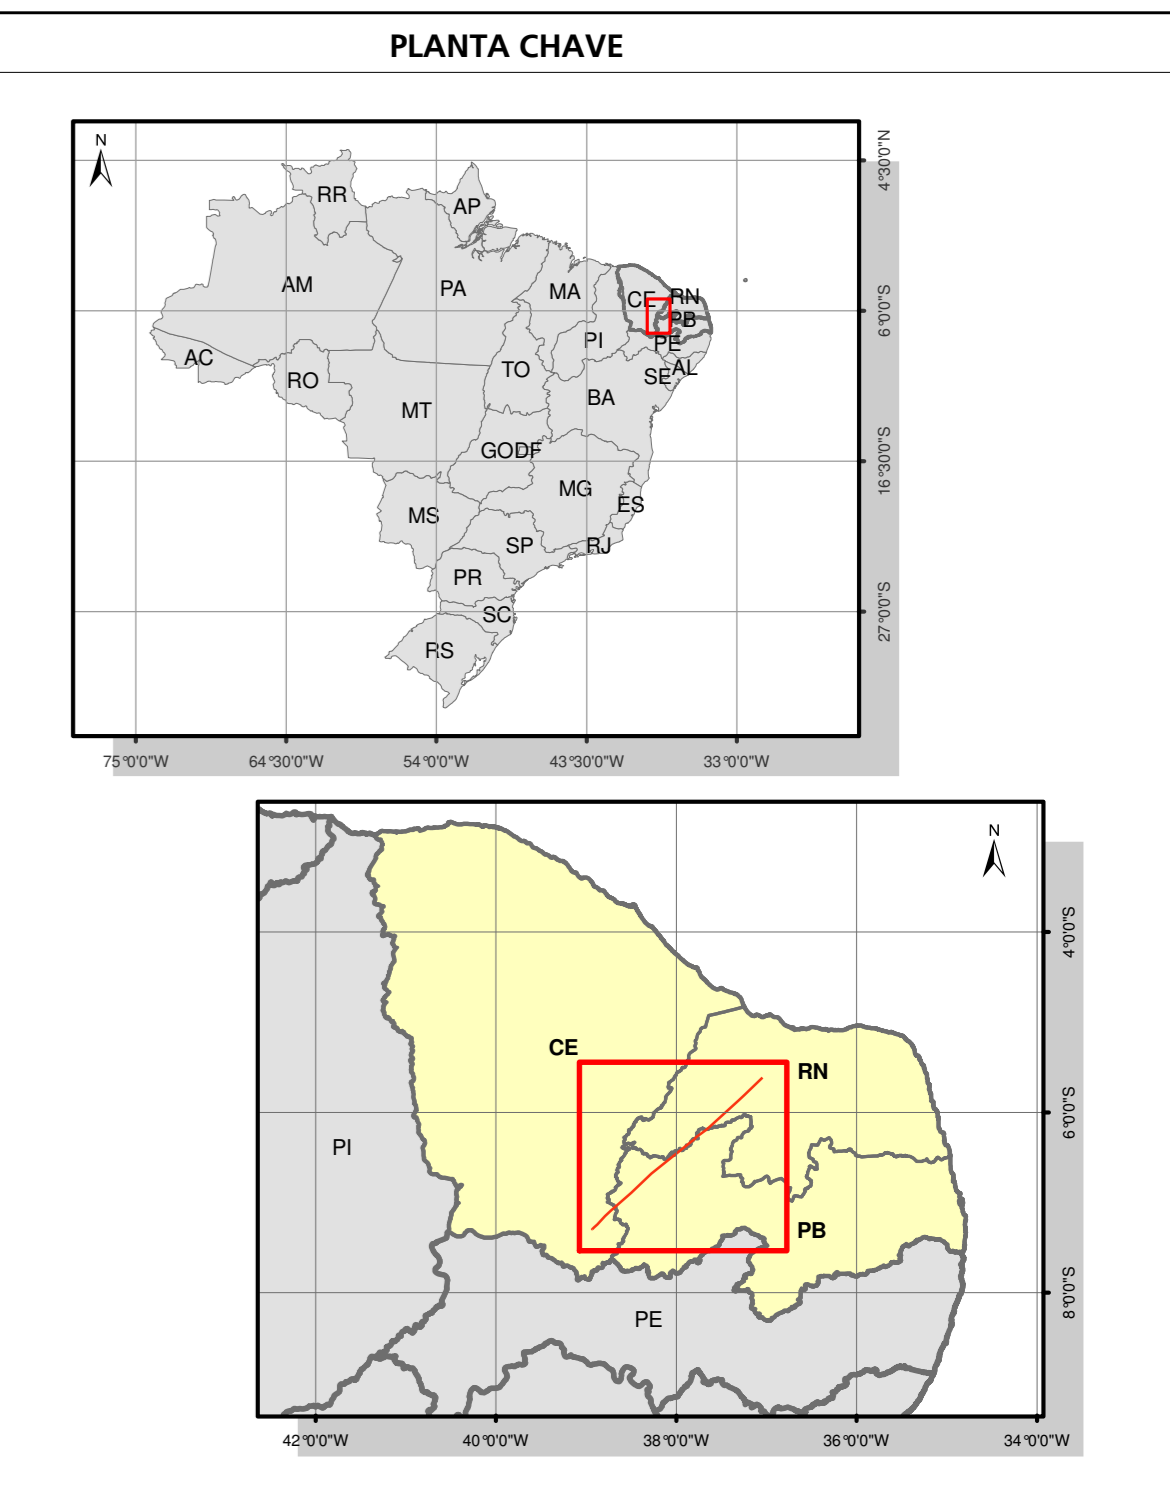 PLANTA CHAVE
N
4°30'0"N
RR
AP
AM
PA
MA
CE
RN
6°0'0"S
PB
PI
PE
AC
TO
AL
SE
RO
BA
MT
GO
DF
16°30'0"S
MG
MS
ES
SP
RJ
PR
27°0'0"S
SC
RS
75°0'0"W 64°30'0"W 54°0'0"W 43°30'0"W 33°0'0"W
N
4°0'0"S
CE
RN
6°0'0"S
PI
PB
8°0'0"S
PE
42°0'0"W 40°0'0"W 38°0'0"W 36°0'0"W 34°0'0"W